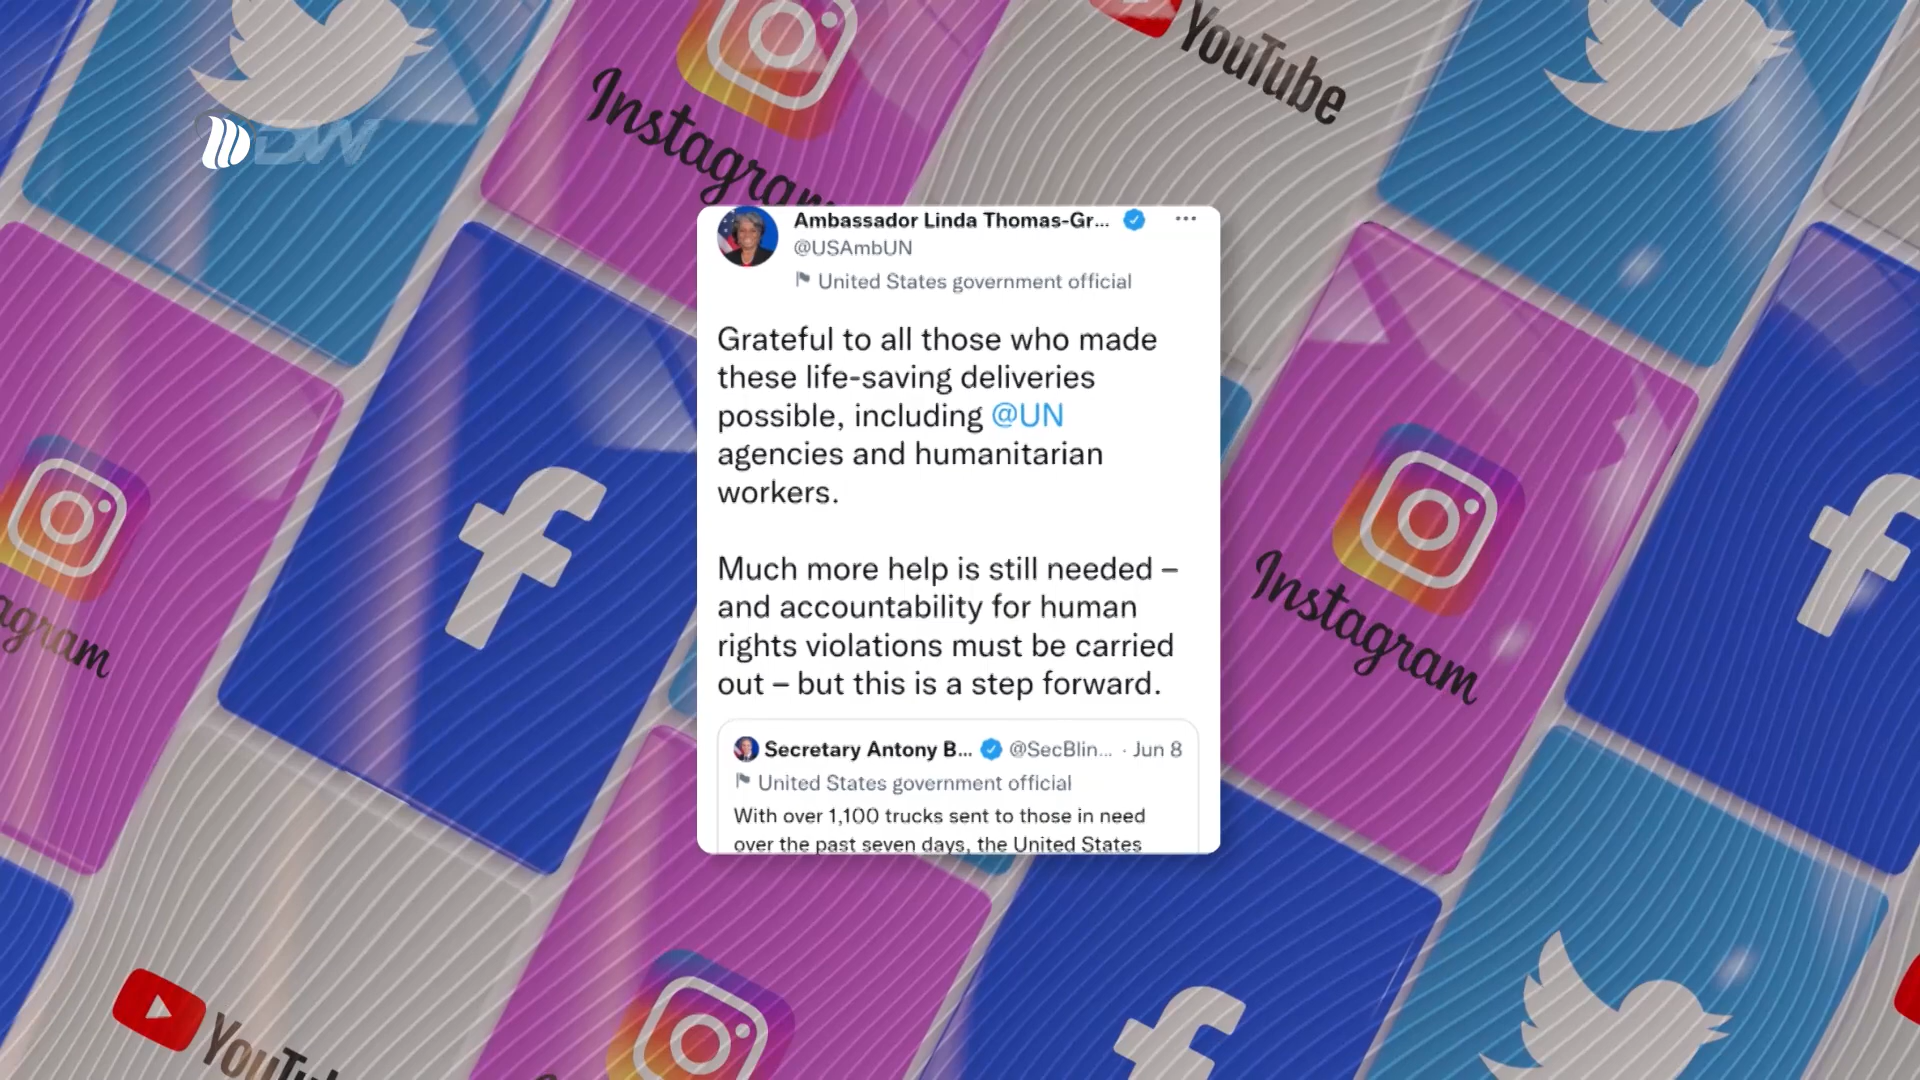 YouTube
Instagram
DW
Ambassador Linda Thomas-Gr...
@USAmbUN
United States government official
Grateful to all those who made
these life-saving deliveries
possible, including @UN
agencies and humanitarian
workers.
Much more help is still needed –
and accountability for human
rights violations must be carried
out – but this is a step forward.
Secretary Antony B... @SecBlin... · Jun 8
United States government official
With over 1,100 trucks sent to those in need
over the past seven days, the United States
Instagram
agram
YouTu